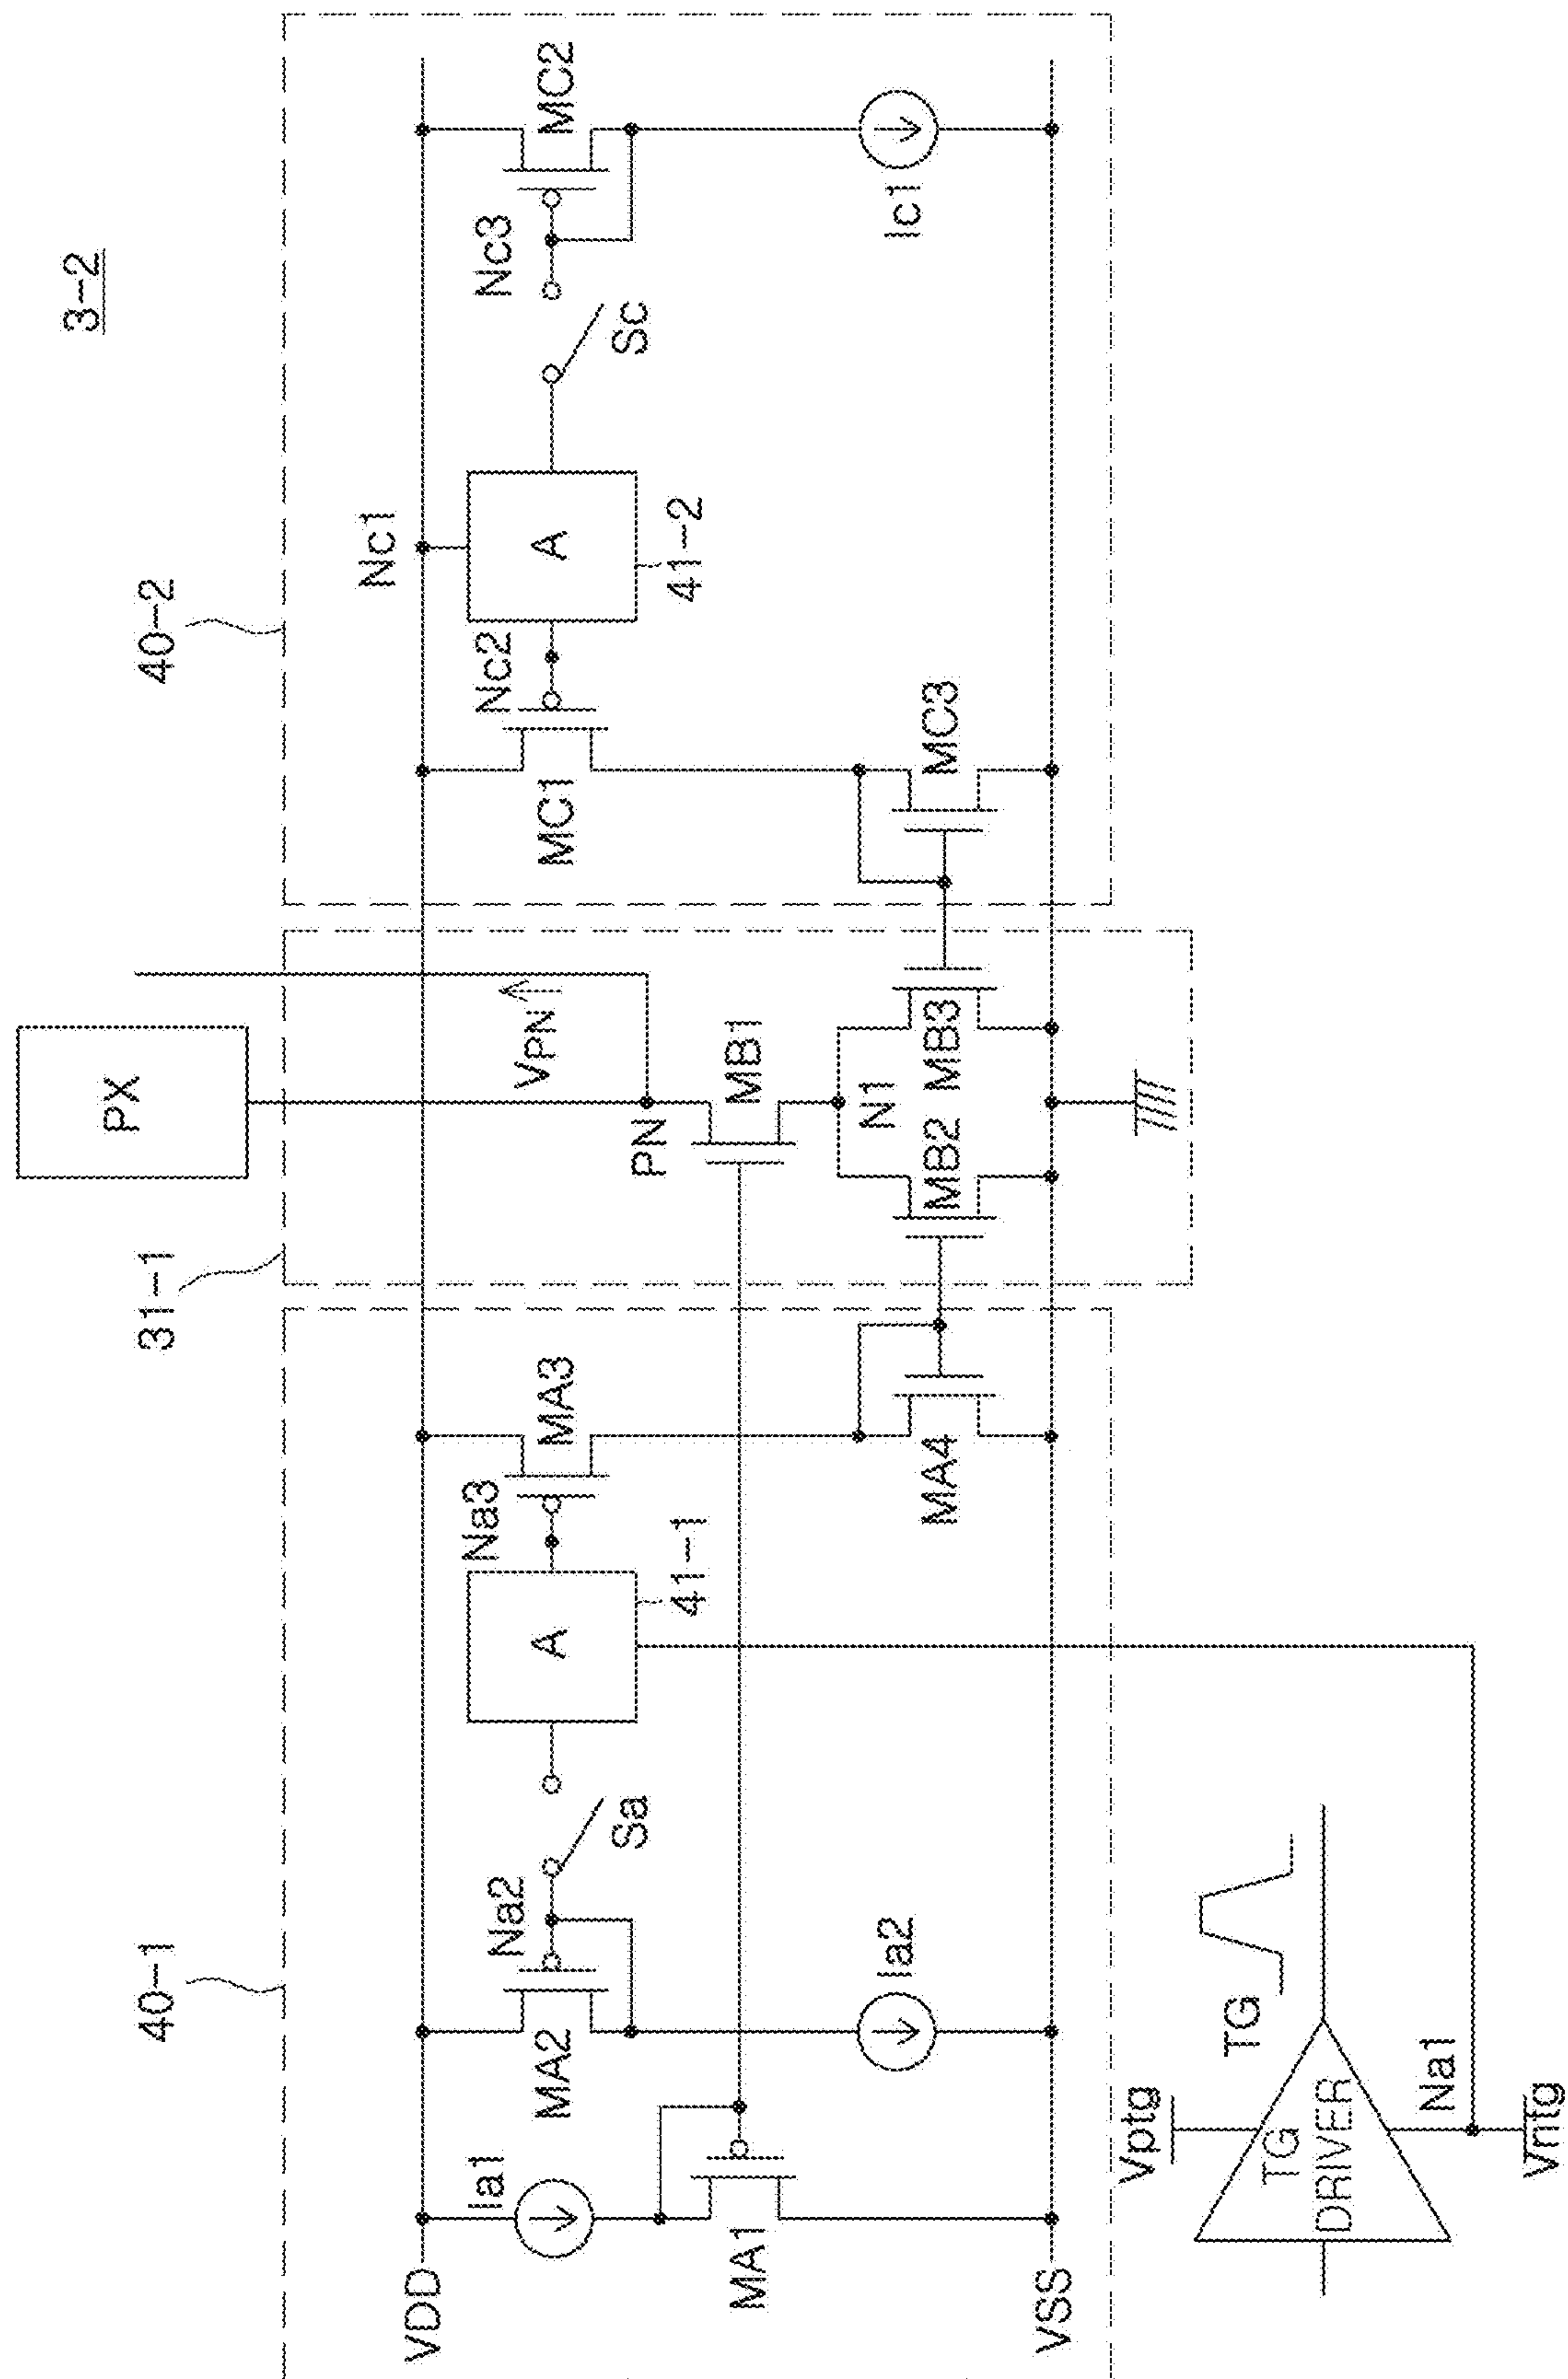 3-2
40-1
31-1
PX
40-2
VDD
Ia1
MA1
MA2
Na2
Sa
Ia2
A
41-1
Na3
MA3
MA4
VPN
PN
MB1
N1
MB2
MB3
Nc1
MC1
Nc2
A
41-2
MC3
Sc
Nc3
MC2
Ic1
VSS
Vptg
TG
TG
DRIVER
Na1
Vntg